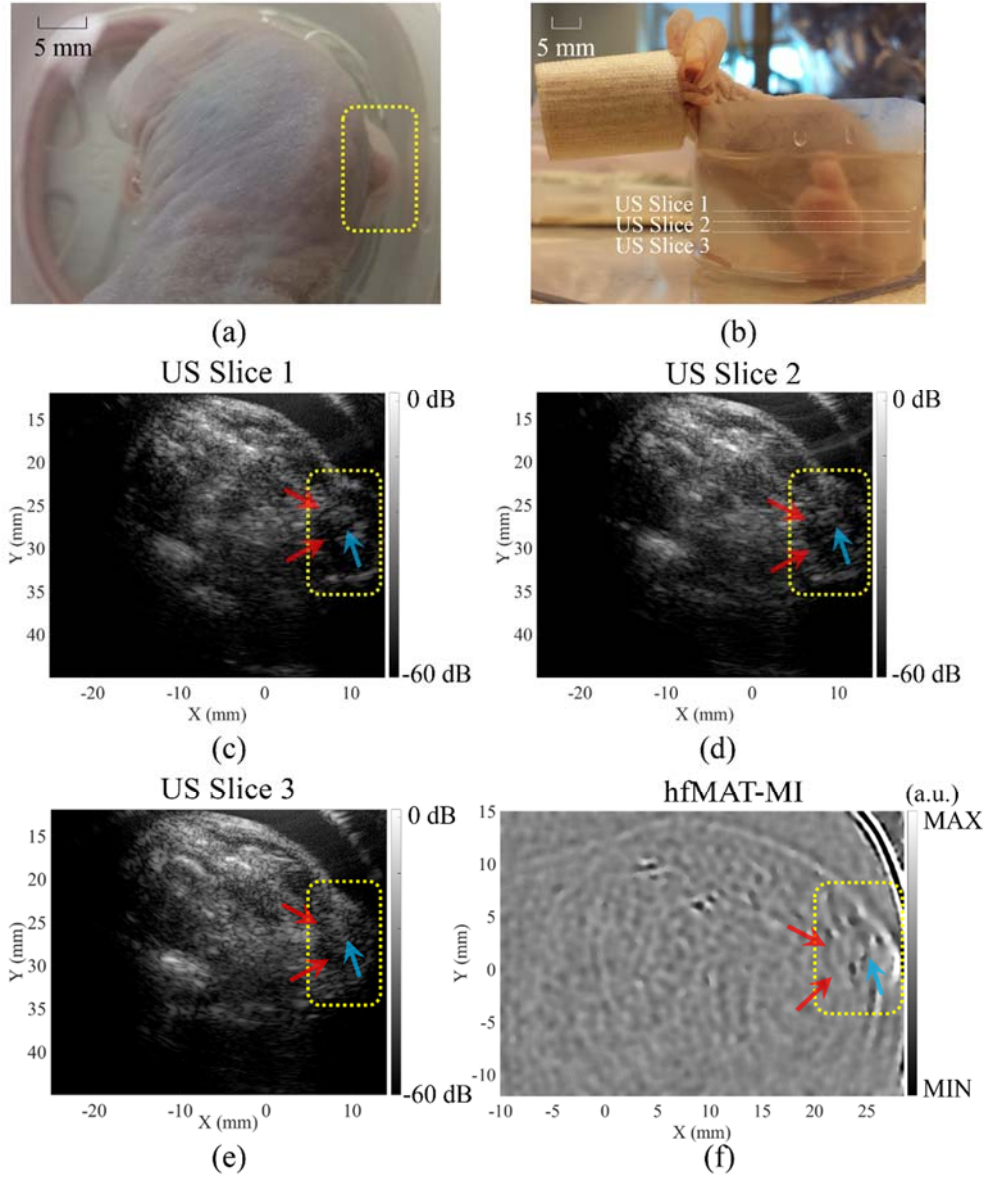 5 mm
5 mm
US Slice 1
US Slice 2
US Slice 3
(a)
(b)
US Slice 1
US Slice 2
0 dB
0 dB
15
20
25
30
35
40
Y (mm)
-60 dB
-20
-10
0
10
X (mm)
15
20
25
30
35
40
Y (mm)
-60 dB
-20
-10
0
10
X (mm)
(c)
(d)
US Slice 3
hfMAT-MI
(a.u.)
0 dB
MAX
15
20
25
30
35
40
Y (mm)
-60 dB
-20
-10
0
10
X (mm)
15
10
5
0
-5
-10
Y (mm)
MIN
-10
-5
0
5
10
15
20
25
X (mm)
(e)
(f)